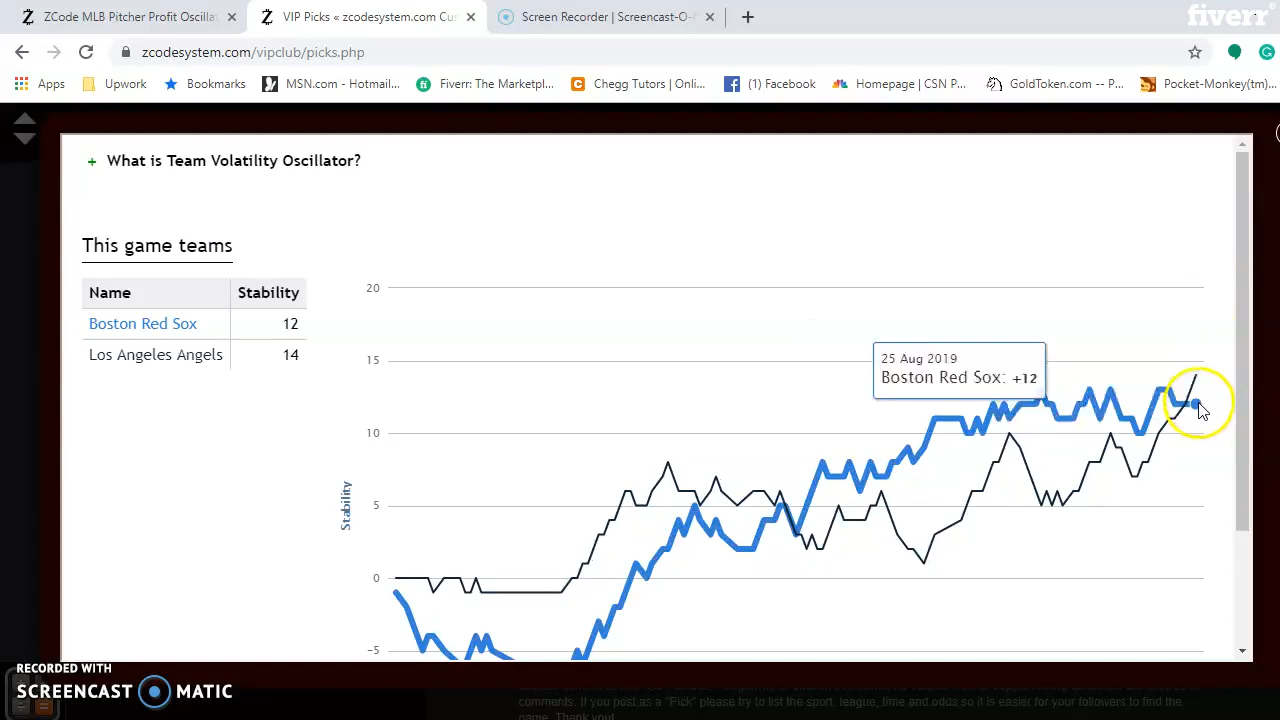 ZCode MLB Pitcher Profit Oscillat
VIP Picks « zcodesystem.com Cus
Screen Recorder | Screencast-O-
fiverr
zcodesystem.com/vipclub/picks.php
Apps
Upwork
Bookmarks
MSN.com - Hotmail...
Fiverr: The Marketpl...
Chegg Tutors | Onli...
(1) Facebook
Homepage | CSN P...
GoldToken.com -- P...
Pocket-Monkey(tm)...
+ What is Team Volatility Oscillator?
This game teams
Name Stability
Boston Red Sox 12
Los Angeles Angels 14
20
15
10
5
0
-5
Stability
25 Aug 2019
Boston Red Sox: +12
RECORDED WITH
SCREENCAST MATIC
comments. If you post as a "Pick" please try to list the sport, league, time and odds so it is easier for your followers to find the
game. Thank you!